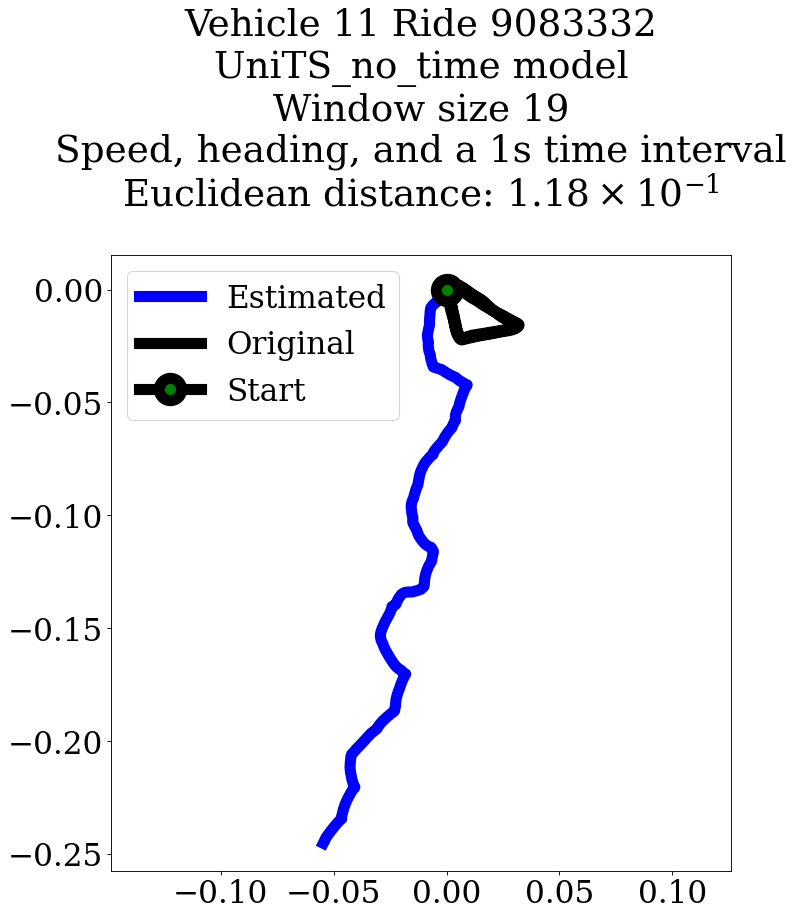 Vehicle 11 Ride 9083332
UniTS_no_time model
Window size 19
Speed, heading, and a 1s time interval
Euclidean distance: 1.18 × 10⁻¹
Estimated
Original
Start
0.00
−0.05
−0.10
−0.15
−0.20
−0.25
−0.10 −0.05 0.00 0.05 0.10